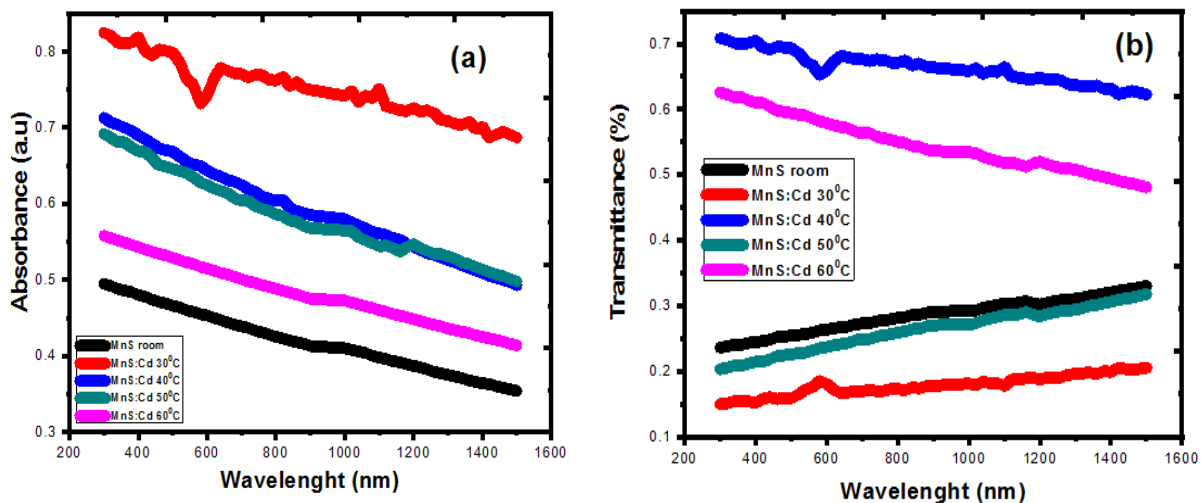 (a)
Absorbance (a.u)
0.8
0.7
0.6
0.5
0.4
0.3
MnS room
MnS:Cd 30⁰C
MnS:Cd 40⁰C
MnS:Cd 50⁰C
MnS:Cd 60⁰C
200 400 600 800 1000 1200 1400 1600
Wavelenght (nm)
(b)
Transmittance (%)
0.7
0.6
0.5
0.4
0.3
0.2
0.1
MnS room
MnS:Cd 30⁰C
MnS:Cd 40⁰C
MnS:Cd 50⁰C
MnS:Cd 60⁰C
200 400 600 800 1000 1200 1400 1600
Wavelenght (nm)